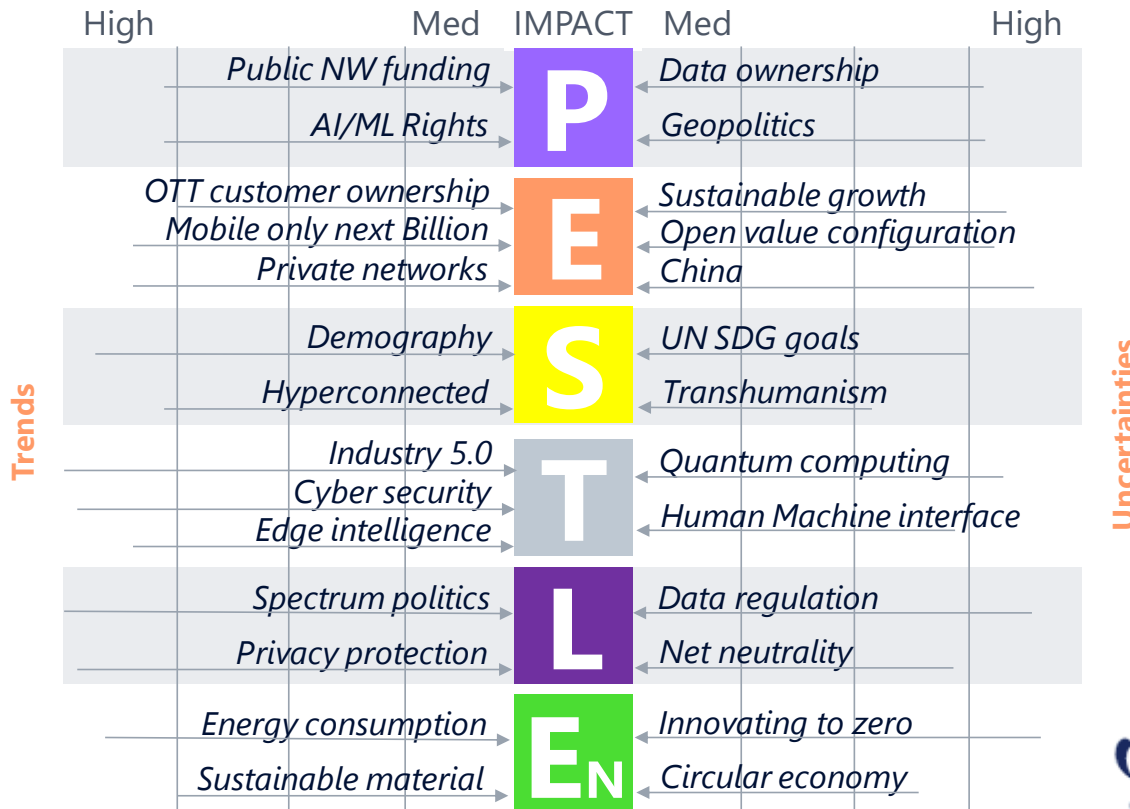 High Med IMPACT Med High
Public NW funding P Data ownership
AI/ML Rights Geopolitics
OTT customer ownership E Sustainable growth
Mobile only next Billion Open value configuration
Private networks China
Demography S UN SDG goals
Hyperconnected Transhumanism
Trends
Uncertainties
Industry 5.0 T Quantum computing
Cyber security Human Machine interface
Edge intelligence
Spectrum politics L Data regulation
Privacy protection Net neutrality
Energy consumption EN Innovating to zero
Sustainable material Circular economy